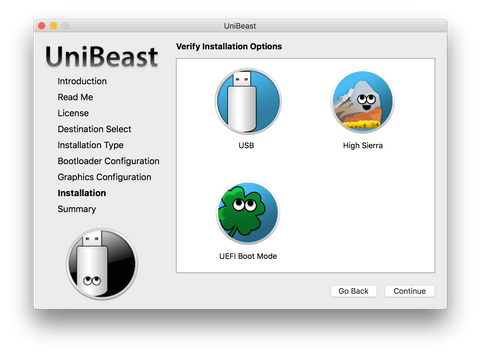 UniBeast
UniBeast
Introduction
Read Me
License
Destination Select
Installation Type
Bootloader Configuration
Graphics Configuration
Installation
Summary
Verify Installation Options
USB
High Sierra
UEFI Boot Mode
Go Back
Continue